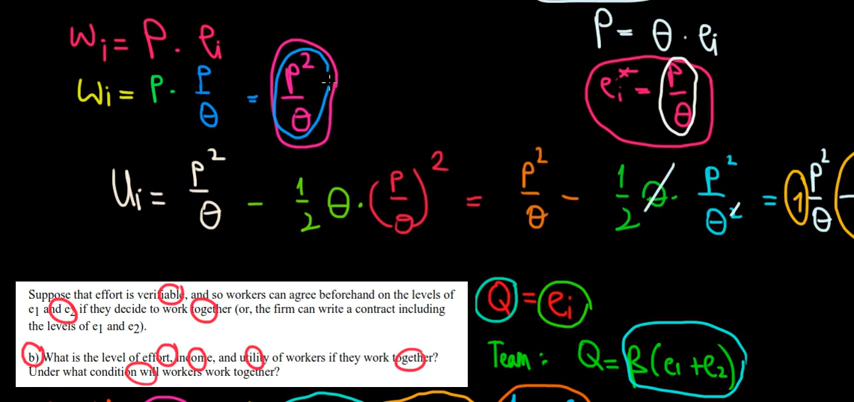 wᵢ = P · eᵢ
P = θ · eᵢ
wᵢ = P · P/θ = P²/θ
eᵢ* = P/θ
Uᵢ = P²/θ - 1/2 θ · (P/θ)² = P²/θ - 1/2 θ · P²/θ² = 1 P²/θ -
Suppose that effort is verifiable, and so workers can agree beforehand on the levels of
e₁ and e₂ if they decide to work together (or, the firm can write a contract including
the levels of e₁ and e₂).
b) What is the level of effort, income, and utility of workers if they work together?
Under what condition will workers work together?
Q = eᵢ
Team : Q = β(e₁ + e₂)